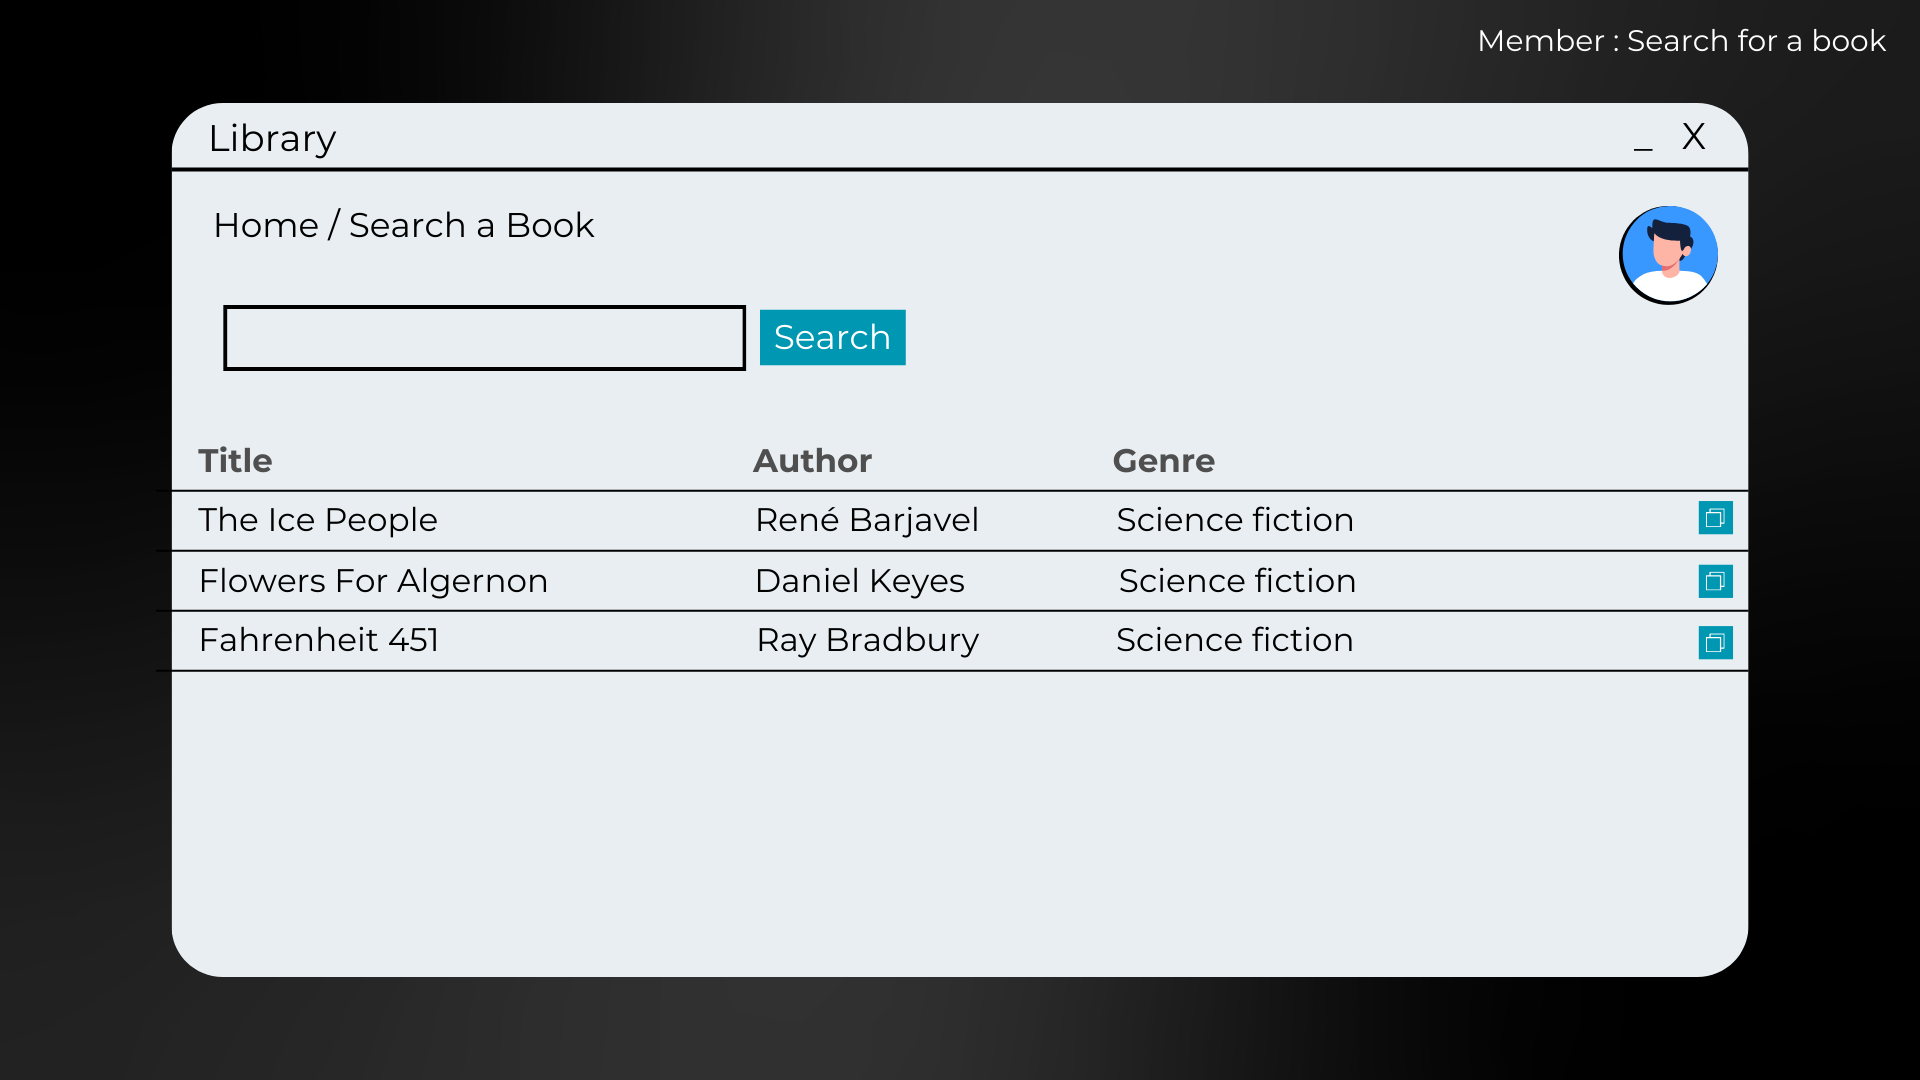 Member : Search for a book
Library
_ X
Home / Search a Book
Search
Title Author Genre
The Ice People René Barjavel Science fiction
Flowers For Algernon Daniel Keyes Science fiction
Fahrenheit 451 Ray Bradbury Science fiction